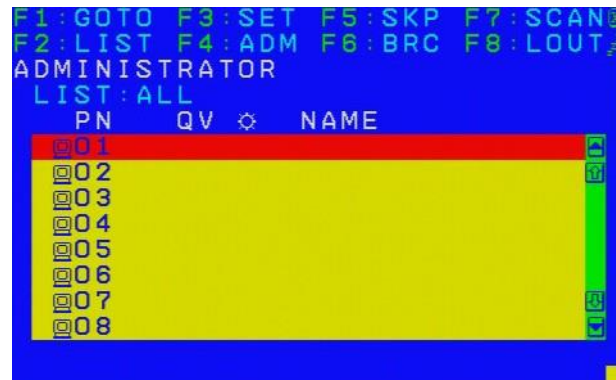 F1:GOTO F3:SET F5:SKP F7:SCAN
F2:LIST F4:ADM F6:BRC F8:LOUT
ADMINISTRATOR
LIST:ALL
PN QV ☼ NAME
01
02
03
04
05
06
07
08